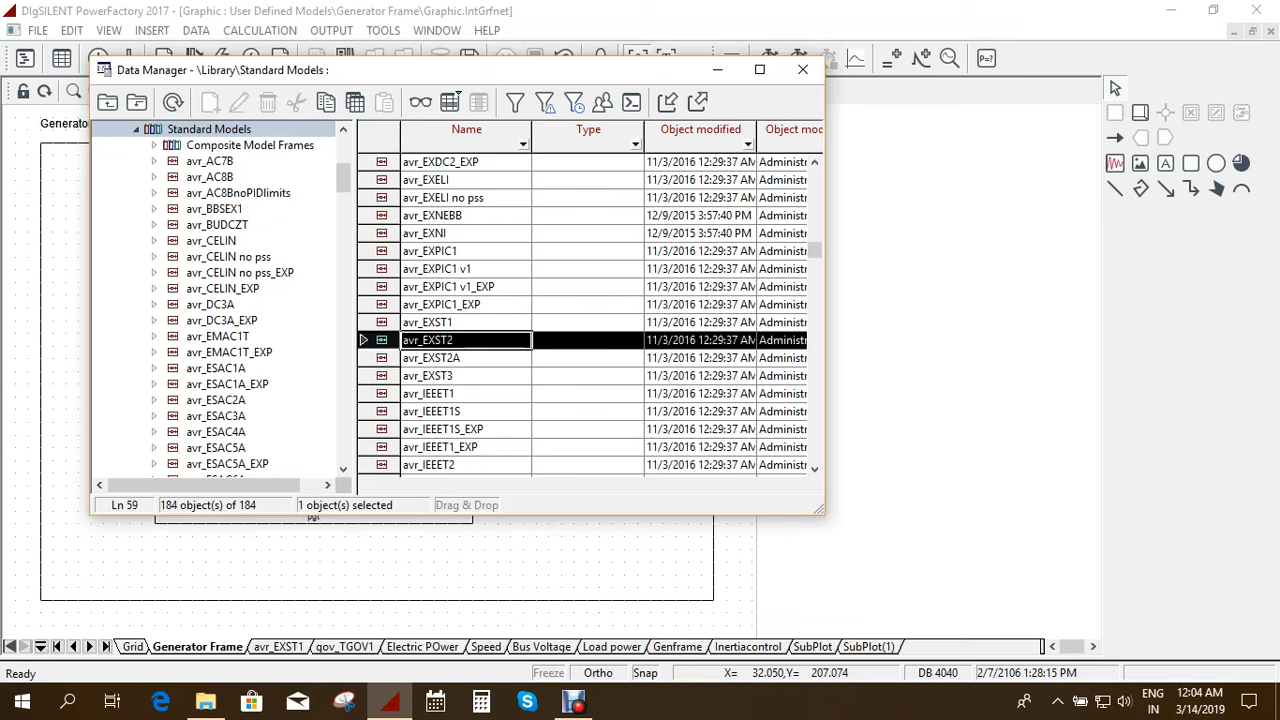 DIgSILENT PowerFactory 2017 - [Graphic : User Defined Models\Generator Frame\Graphic.IntGrfnet]
FILE EDIT VIEW INSERT DATA CALCULATION OUTPUT TOOLS WINDOW HELP
Data Manager - \Library\Standard Models :
Generator
Standard Models
Composite Model Frames
avr_AC7B
avr_AC8B
avr_AC8BnoPIDlimits
avr_BBSEX1
avr_BUDCZT
avr_CELIN
avr_CELIN no pss
avr_CELIN no pss_EXP
avr_CELIN_EXP
avr_DC3A
avr_DC3A_EXP
avr_EMAC1T
avr_EMAC1T_EXP
avr_ESAC1A
avr_ESAC1A_EXP
avr_ESAC2A
avr_ESAC3A
avr_ESAC4A
avr_ESAC5A
avr_ESAC5A_EXP
Name Type Object modified Object mod
avr_EXDC2_EXP 11/3/2016 12:29:37 AM Administr
avr_EXELI 11/3/2016 12:29:37 AM Administr
avr_EXELI no pss 11/3/2016 12:29:37 AM Administr
avr_EXNEBB 12/9/2015 3:57:40 PM Administr
avr_EXNI 12/9/2015 3:57:40 PM Administr
avr_EXPIC1 11/3/2016 12:29:37 AM Administr
avr_EXPIC1 v1 11/3/2016 12:29:37 AM Administr
avr_EXPIC1 v1_EXP 11/3/2016 12:29:37 AM Administr
avr_EXPIC1_EXP 11/3/2016 12:29:37 AM Administr
avr_EXST1 11/3/2016 12:29:37 AM Administr
avr_EXST2 11/3/2016 12:29:37 AM Administr
avr_EXST2A 11/3/2016 12:29:37 AM Administr
avr_EXST3 11/3/2016 12:29:37 AM Administr
avr_IEEET1 11/3/2016 12:29:37 AM Administr
avr_IEEET1S 11/3/2016 12:29:37 AM Administr
avr_IEEET1S_EXP 11/3/2016 12:29:37 AM Administr
avr_IEEET1_EXP 11/3/2016 12:29:37 AM Administr
avr_IEEET2 11/3/2016 12:29:37 AM Administr
Ln 59 184 object(s) of 184 1 object(s) selected Drag & Drop
pgt
Grid Generator Frame avr_EXST1 gov_TGOV1 Electric POwer Speed Bus Voltage Load power Genframe Inertiacontrol SubPlot SubPlot(1)
Ready Freeze Ortho Snap X= 32.050,Y= 207.074 DB 4040 2/7/2106 1:28:15 PM
ENG 12:04 AM
IN 3/14/2019